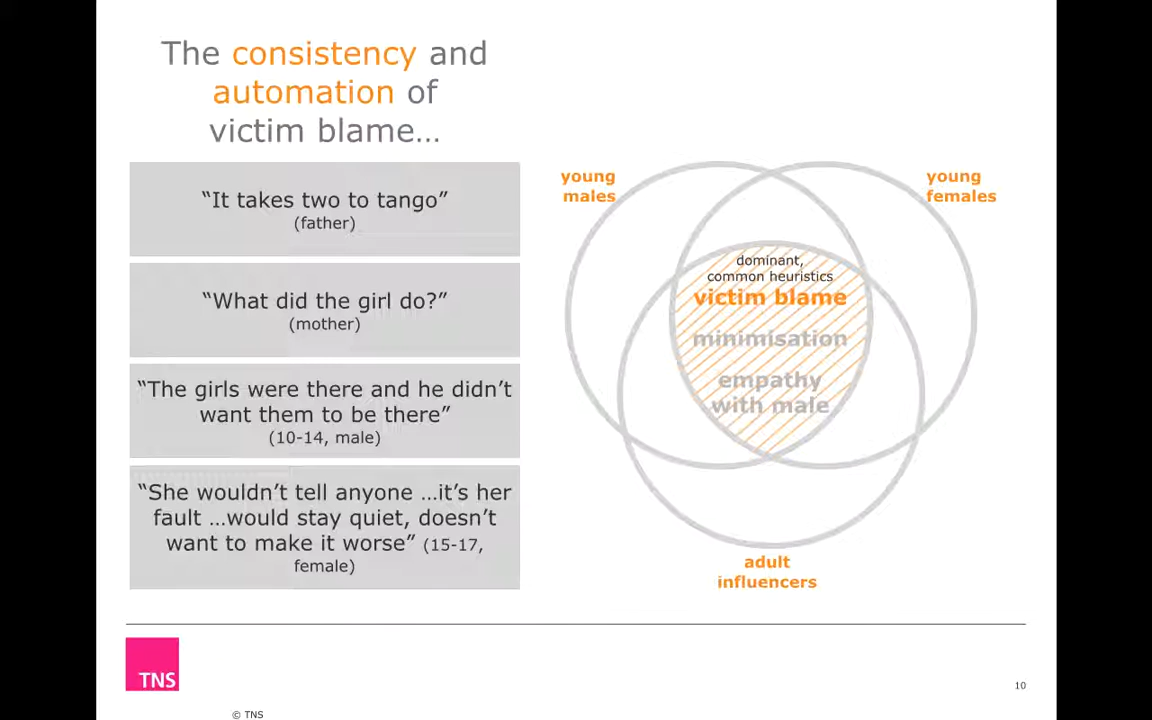 The consistency and
automation of
victim blame…
“It takes two to tango”
(father)
“What did the girl do?”
(mother)
“The girls were there and he didn’t
want them to be there”
(10-14, male)
“She wouldn’t tell anyone …it’s her
fault …would stay quiet, doesn’t
want to make it worse” (15-17,
female)
young
males
young
females
dominant,
common heuristics
victim blame
minimisation
empathy
with male
adult
influencers
TNS
10
© TNS